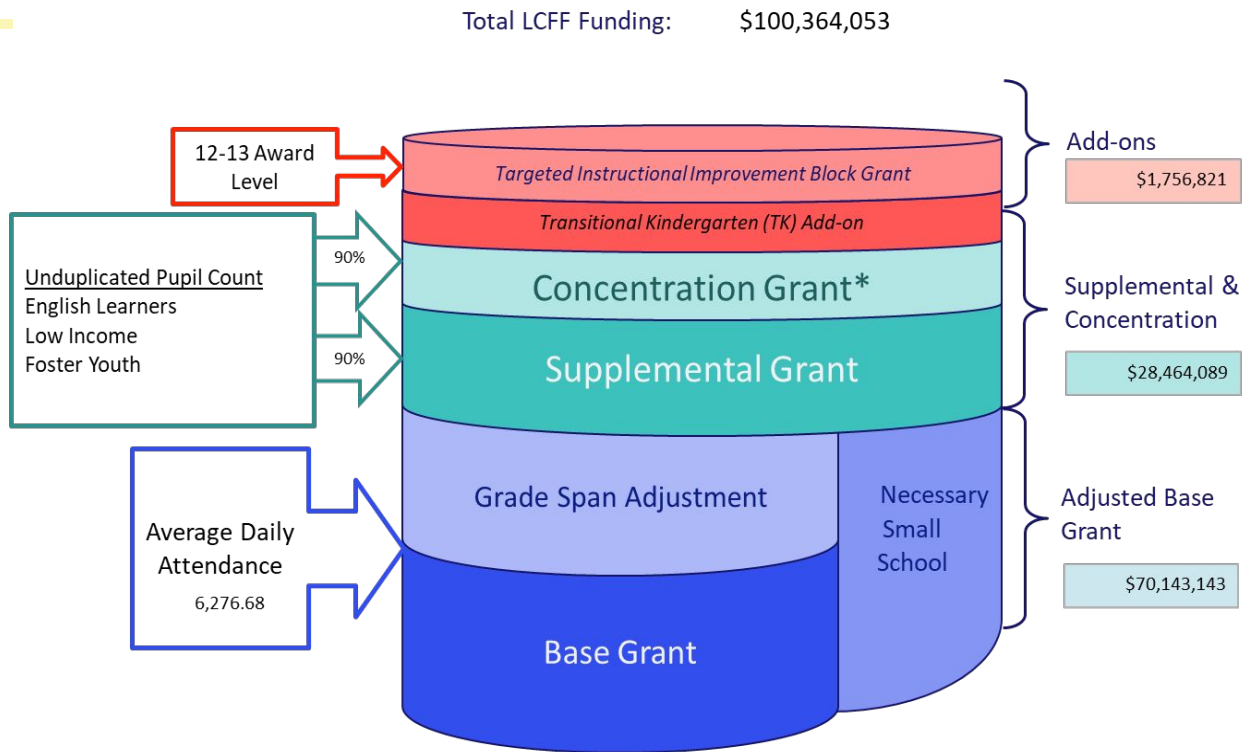 Total LCFF Funding: $100,364,053
12-13 Award
Level
Targeted Instructional Improvement Block Grant
Add-ons
$1,756,821
Transitional Kindergarten (TK) Add-on
Unduplicated Pupil Count
English Learners
Low Income
Foster Youth
90%
90%
Concentration Grant*
Supplemental Grant
Supplemental &
Concentration
$28,464,089
Average Daily
Attendance
6,276.68
Grade Span Adjustment
Necessary
Small
School
Base Grant
Adjusted Base
Grant
$70,143,143